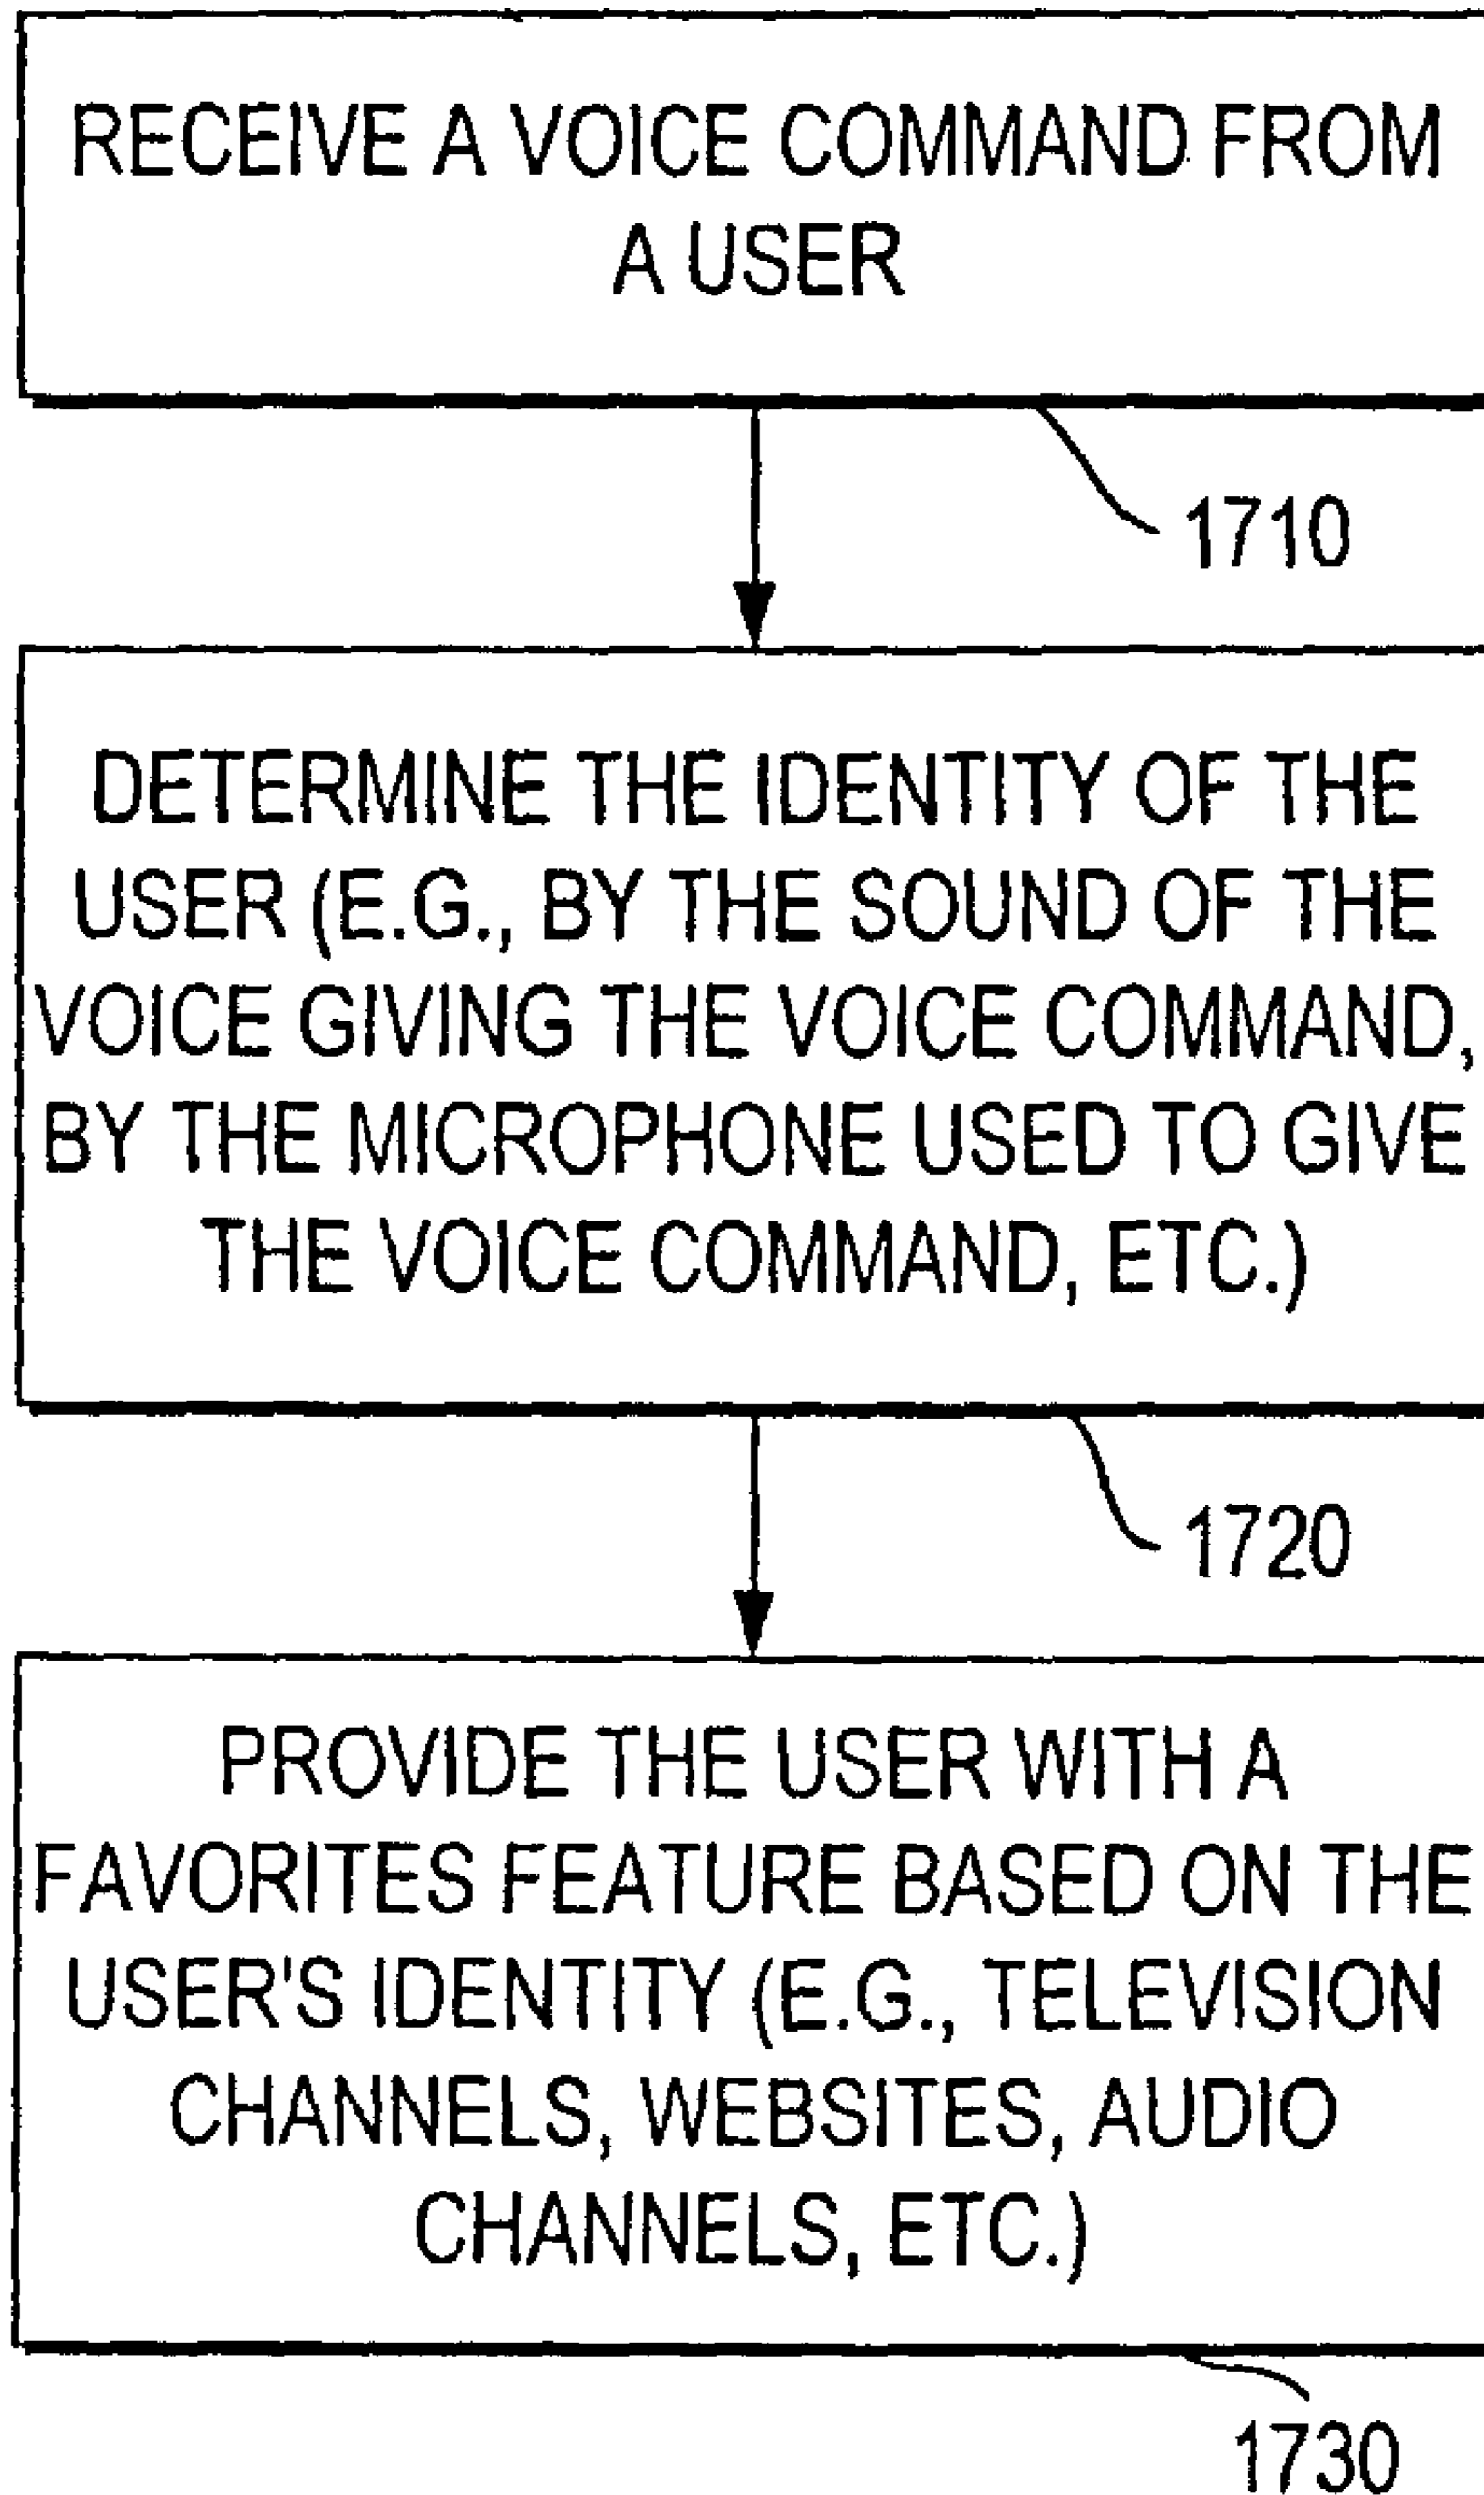 RECEIVE A VOICE COMMAND FROM
A USER
1710
DETERMINE THE IDENTITY OF THE
USER (E.G., BY THE SOUND OF THE
VOICE GIVING THE VOICE COMMAND,
BY THE MICROPHONE USED TO GIVE
THE VOICE COMMAND, ETC.)
1720
PROVIDE THE USER WITH A
FAVORITES FEATURE BASED ON THE
USER'S IDENTITY (E.G., TELEVISION
CHANNELS, WEBSITES, AUDIO
CHANNELS, ETC.)
1730